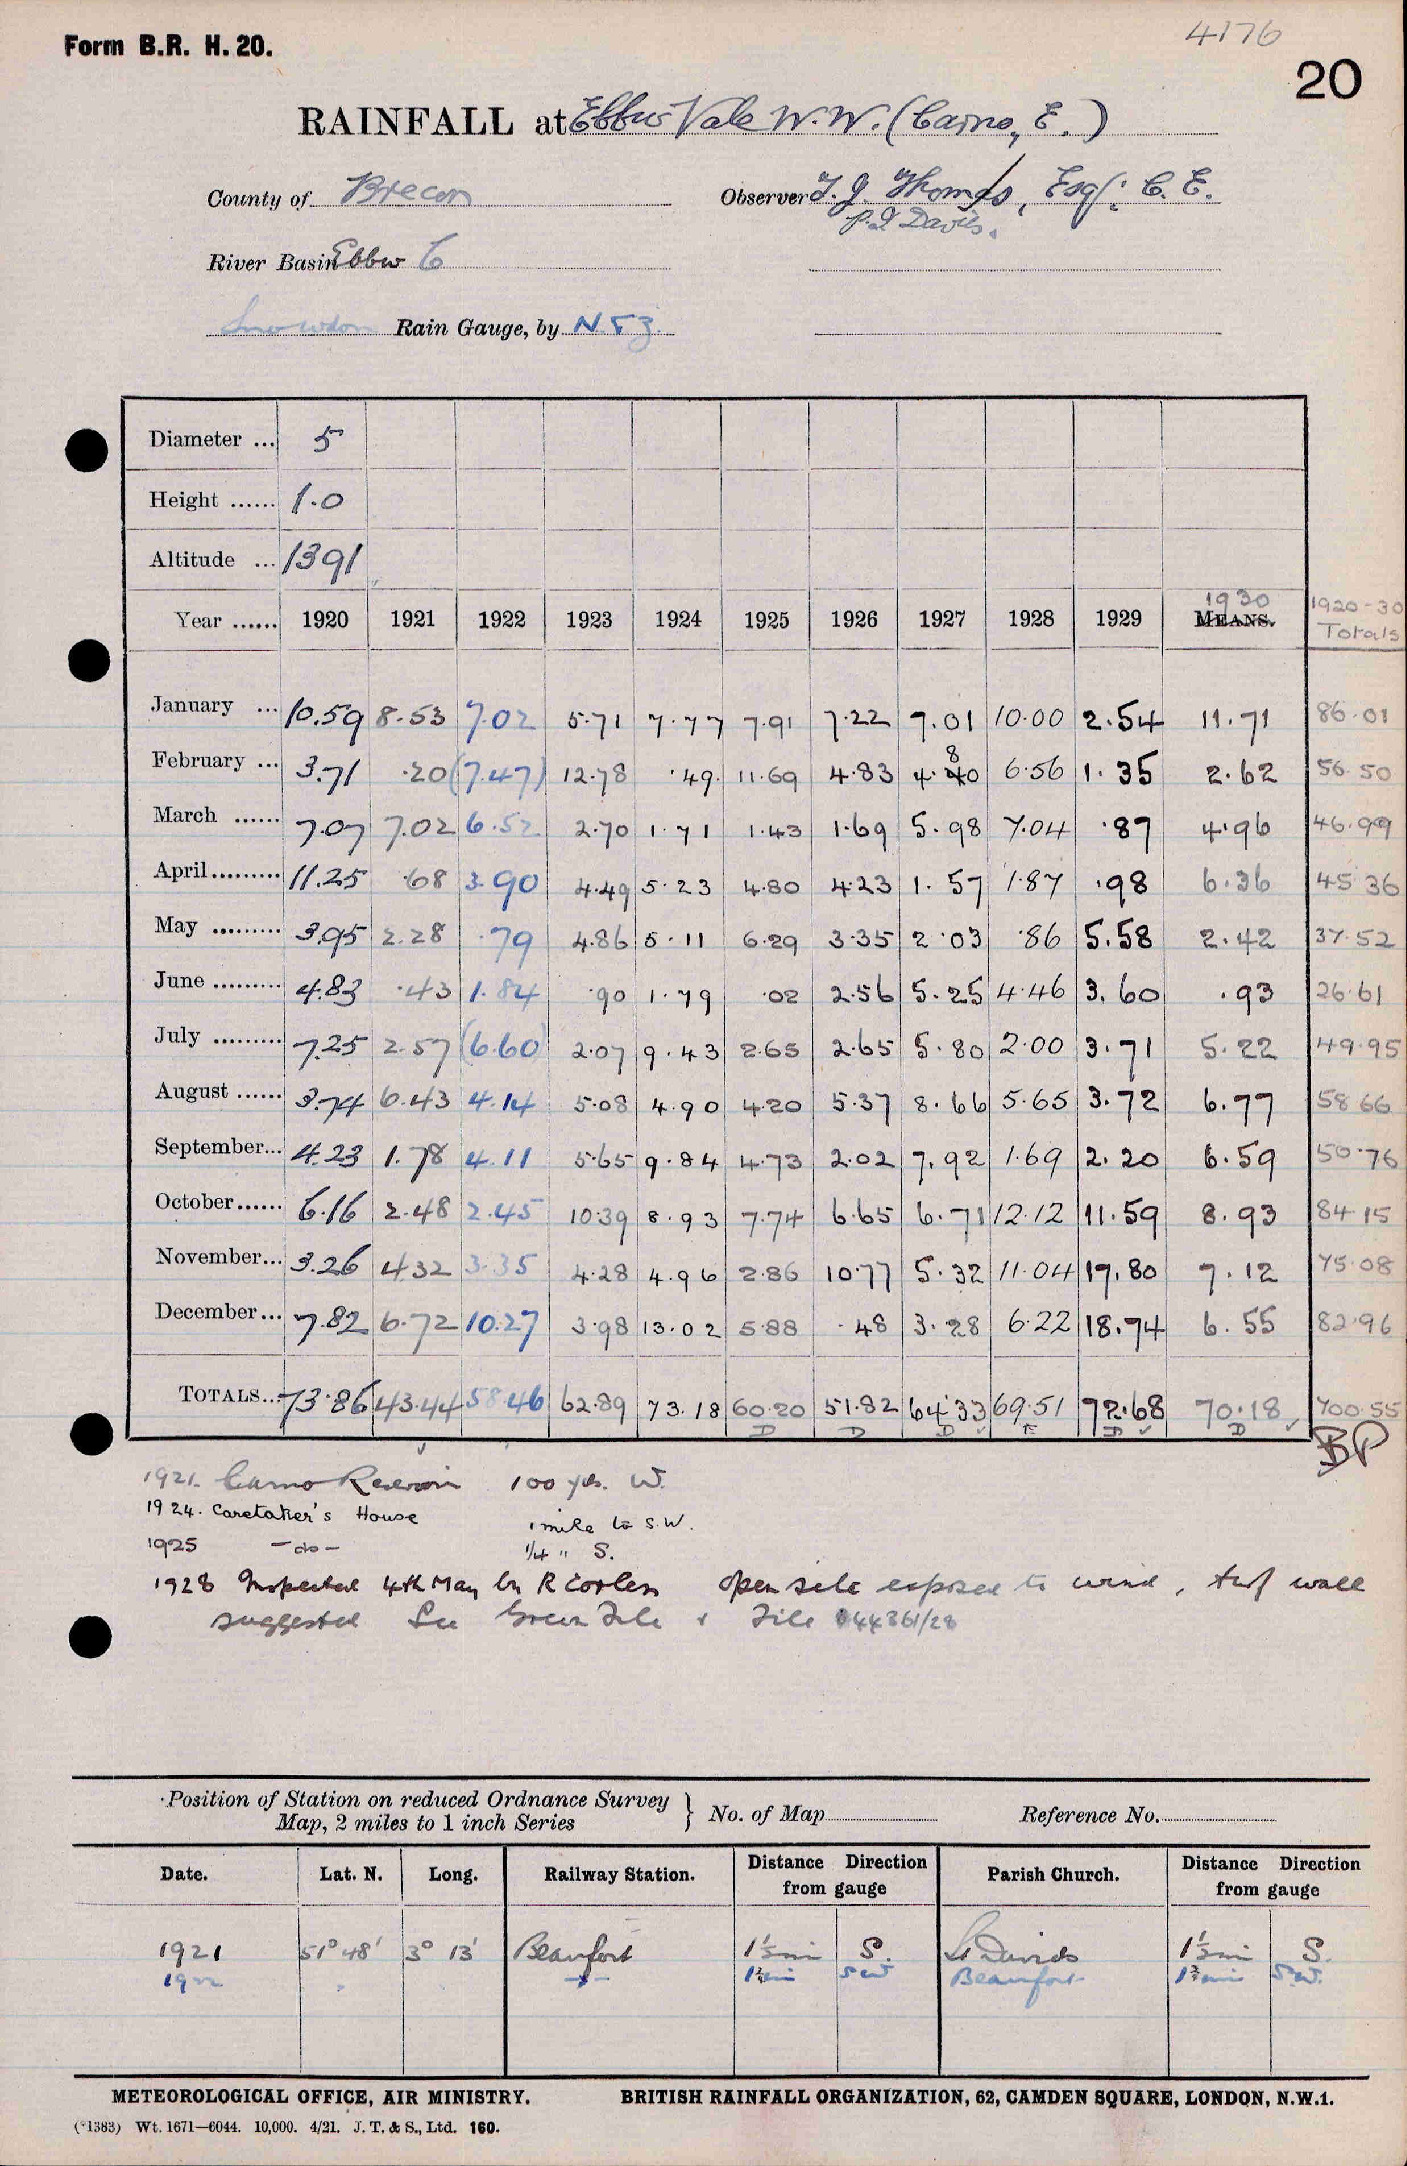 4176
Form B.R. H. 20.
20
RAINFALL at Ebbw Vale W.W. (Carno, E.)
County of Brecon Observer T. J. Thomas, Esq: C. E.
P. I. Davis.
River Basin Ebbw C
Snowdon Rain Gauge, by N & Z.
Diameter ... 5
Height ...... 1.0
Altitude ... 1391
Year ...... 1920 1921 1922 1923 1924 1925 1926 1927 1928 1929 MEANS. 1930 1920-30 Totals
January ... 10.59 8.53 7.02 5.71 7.77 7.91 7.22 7.01 10.00 2.54 11.71 86.01
February ... 3.71 .20 (7.47) 12.78 .49 11.69 4.83 4.80 6.56 1.35 2.62 56.50
March ...... 7.07 7.02 6.52 2.70 1.71 1.43 1.69 5.98 7.04 .87 4.96 46.99
April ......... 11.25 .68 3.90 4.49 5.23 4.80 4.23 1.57 1.87 .98 6.36 45.36
May ......... 3.95 2.28 .79 4.86 5.11 6.29 3.35 2.03 .86 5.58 2.42 37.52
June ......... 4.83 .43 1.84 .90 1.79 .02 2.56 5.25 4.46 3.60 .93 26.61
July ......... 7.25 2.57 (6.60) 2.07 9.43 2.65 2.65 5.80 2.00 3.71 5.22 49.95
August ...... 3.74 6.43 4.14 5.08 4.90 4.20 5.37 8.66 5.65 3.72 6.77 58.66
September... 4.23 1.78 4.11 5.65 9.84 4.73 2.02 7.92 1.69 2.20 6.59 50.76
October...... 6.16 2.48 2.45 10.39 8.93 7.74 6.65 6.71 12.12 11.59 8.93 84.15
November... 3.26 4.32 3.35 4.28 4.96 2.86 10.77 5.32 11.04 17.80 7.12 75.08
December... 7.82 6.72 10.27 3.98 13.02 5.88 .48 3.28 6.22 18.74 6.55 82.96
TOTALS... 73.86 43.44 58.46 62.89 73.18 60.20 51.82 64.33 69.51 72.68 70.18 700.55
D D D E D D
BP
1921. Carno Reservoir 100 yds. W.
1924. Caretaker's House 1 mile to S.W.
1925 -do- 1/4 " S.
1928 Inspected 4th May by R Corless open site exposed to wind, turf wall
suggested See Green File & File 044361/28
Position of Station on reduced Ordnance Survey Map, 2 miles to 1 inch Series } No. of Map Reference No.
Date. Lat. N. Long. Railway Station. Distance Direction from gauge Parish Church. Distance Direction from gauge
1921 51° 48' 3° 13' Beaufort 1 1/2 mi S. St Davids 1 1/2 mi S.
1922 " " 1 3/4 mi SW Beaufort 1 3/4 mi S.W.
METEOROLOGICAL OFFICE, AIR MINISTRY. BRITISH RAINFALL ORGANIZATION, 62, CAMDEN SQUARE, LONDON, N.W.1.
(*1383) Wt. 1671—6044. 10,000. 4/21. J. T. & S., Ltd. 160.